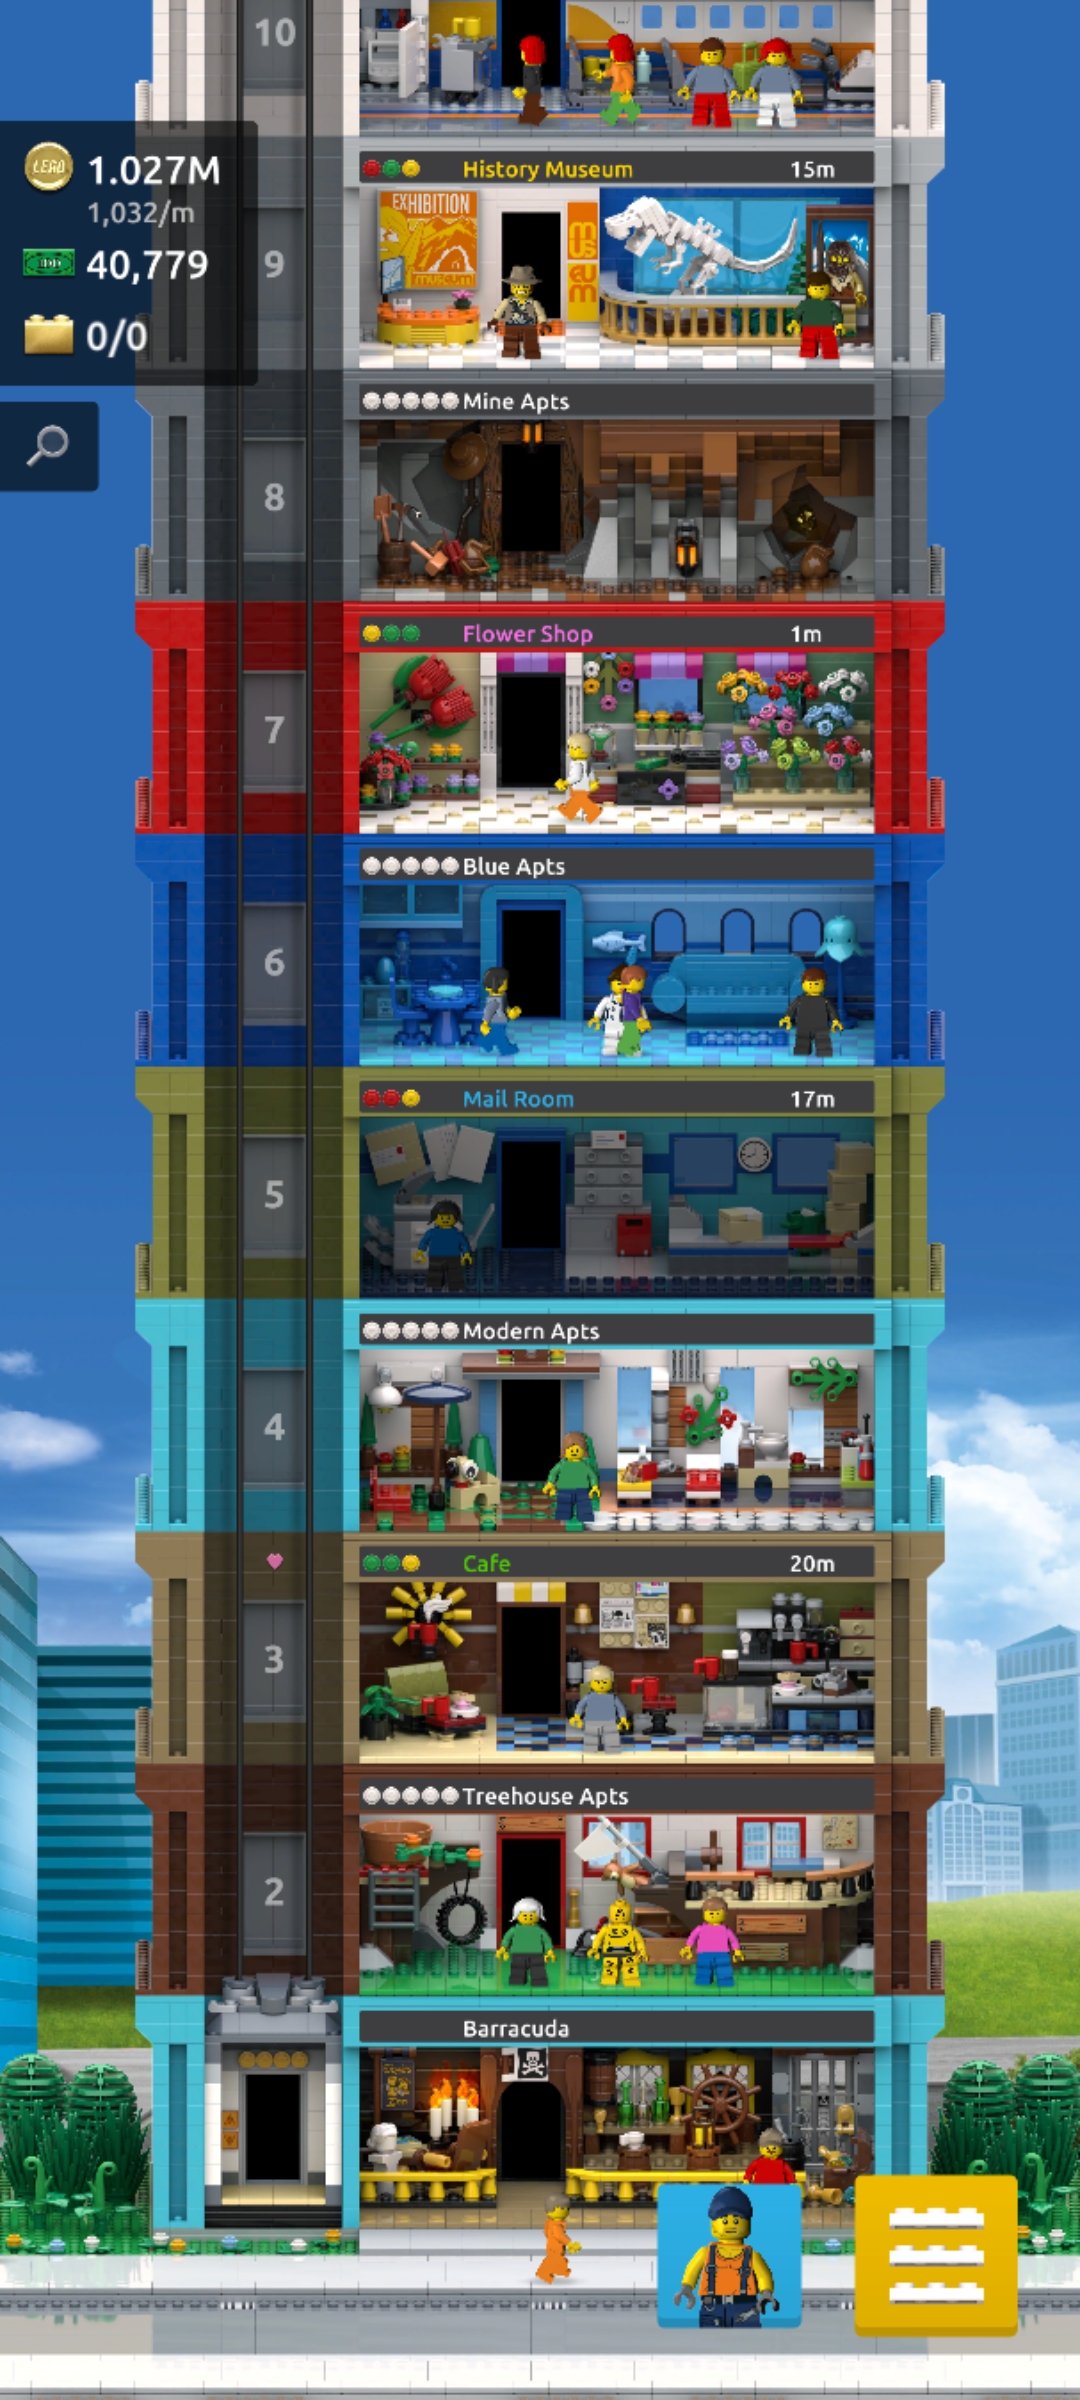 10
LEGO 1.027M
1,032/m
40,779
0/0
History Museum 15m
EXHIBITION
museum
mus
eum
9
Mine Apts
8
Flower Shop 1m
7
Blue Apts
6
Mail Room 17m
5
Modern Apts
4
Cafe 20m
3
Treehouse Apts
2
Barracuda